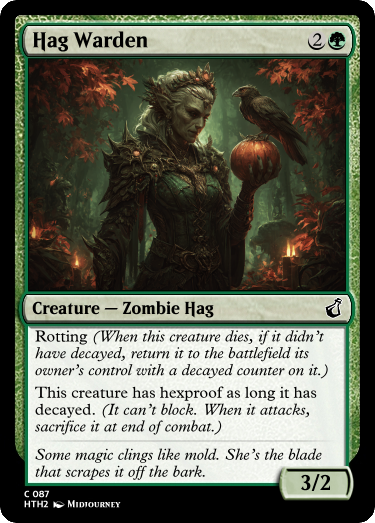 Hag Warden 2
Creature — Zombie Hag
Rotting (When this creature dies, if it didn't
have decayed, return it to the battlefield its
owner's control with a decayed counter on it.)
This creature has hexproof as long it has
decayed. (It can't block. When it attacks,
sacrifice it at end of combat.)
Some magic clings like mold. She's the blade
that scrapes it off the bark.
3/2
C 087
HTH2 Midjourney